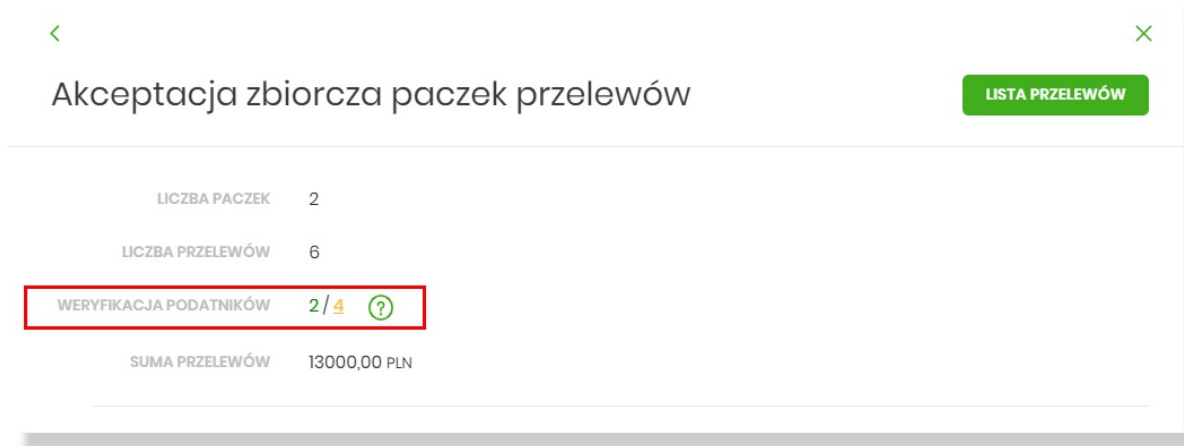 Akceptacja zbiorcza paczek przelewów
LISTA PRZELEWÓW
LICZBA PACZEK 2
LICZBA PRZELEWÓW 6
WERYFIKACJA PODATNIKÓW 2/4 ?
SUMA PRZELEWÓW 13000,00 PLN